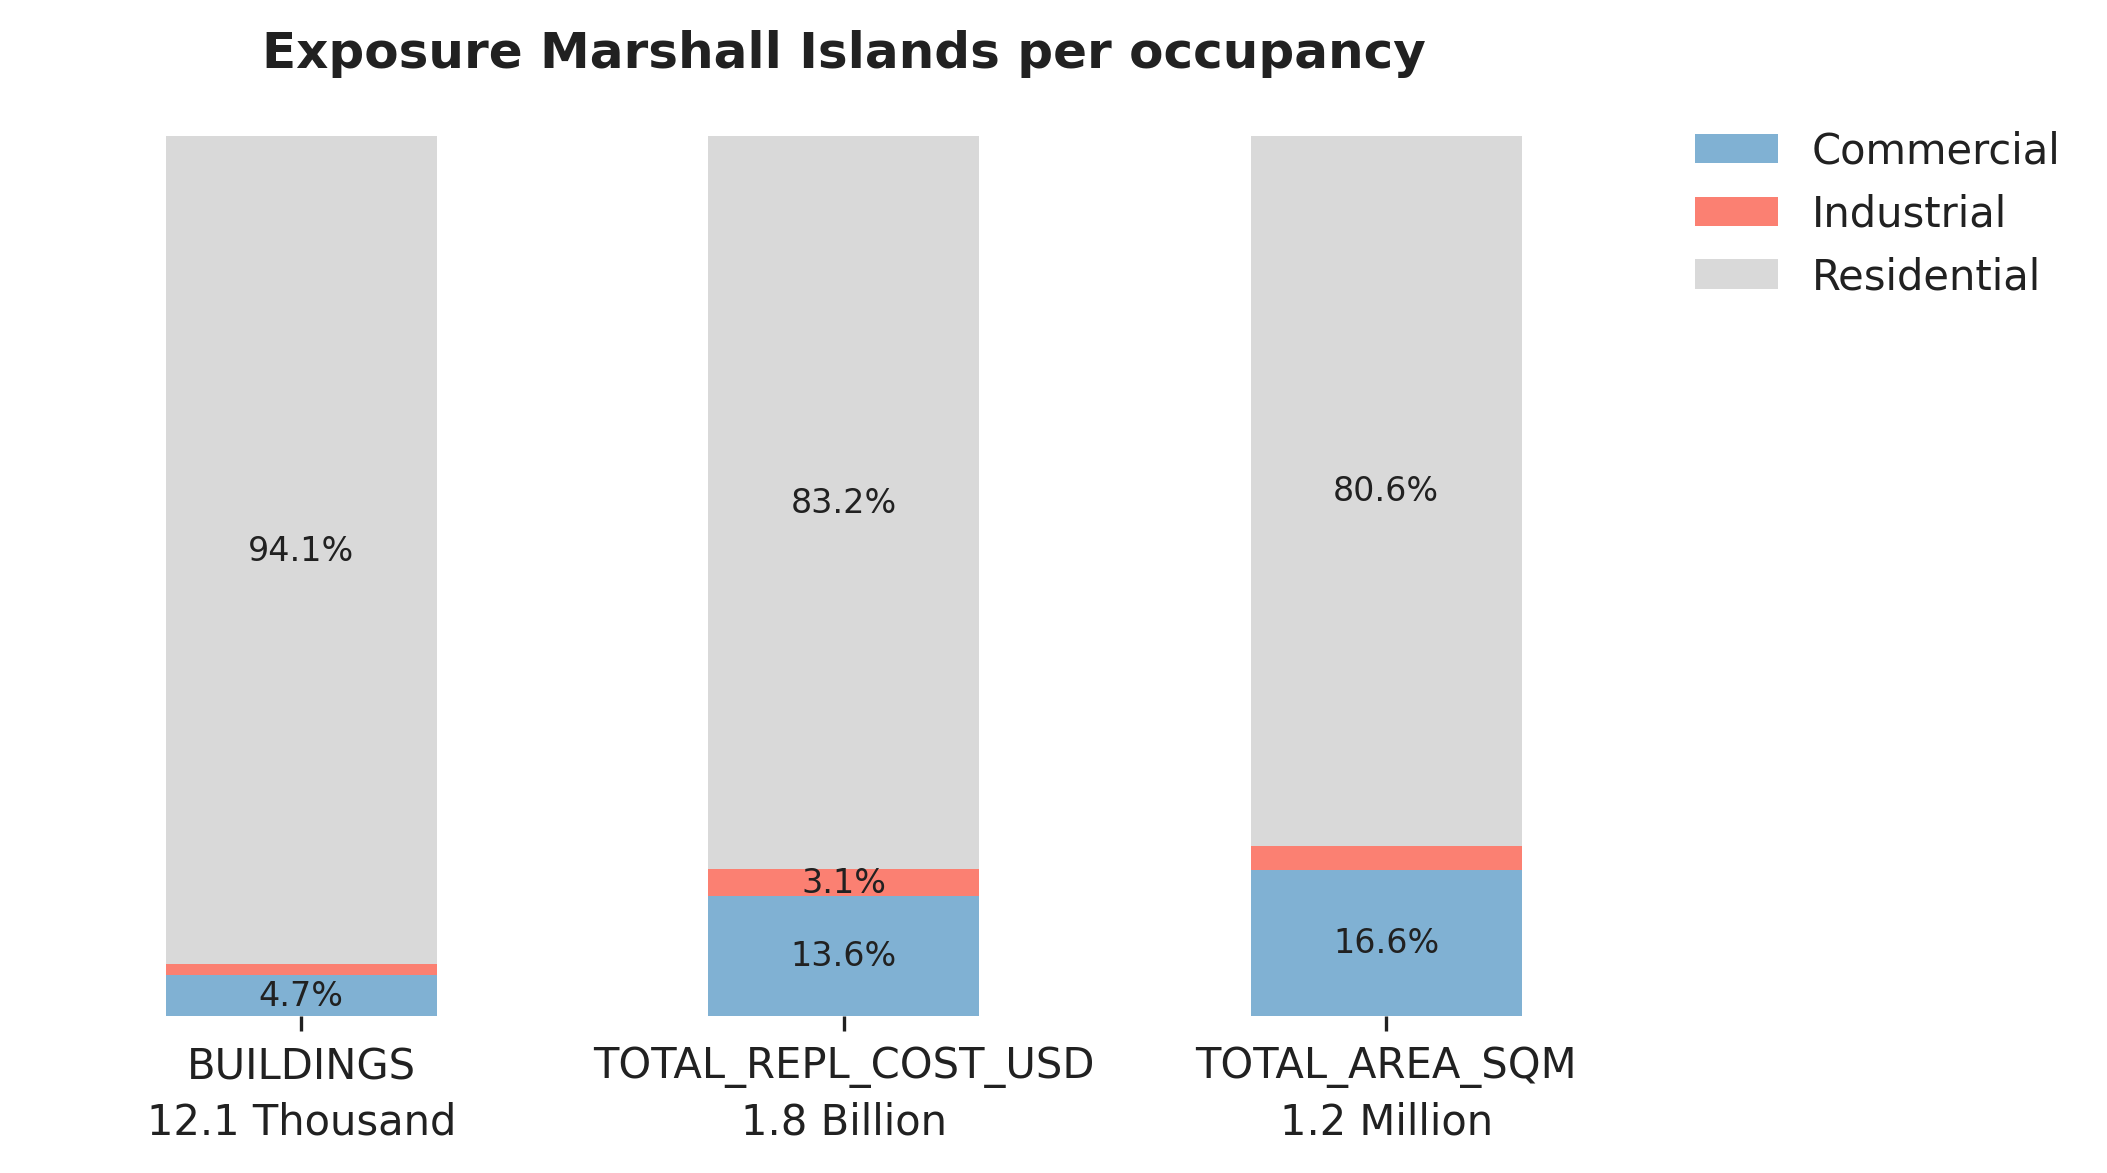 Exposure Marshall Islands per occupancy
Commercial
Industrial
Residential
94.1%
83.2%
80.6%
3.1%
4.7%
13.6%
16.6%
BUILDINGS
12.1 Thousand
TOTAL_REPL_COST_USD
1.8 Billion
TOTAL_AREA_SQM
1.2 Million